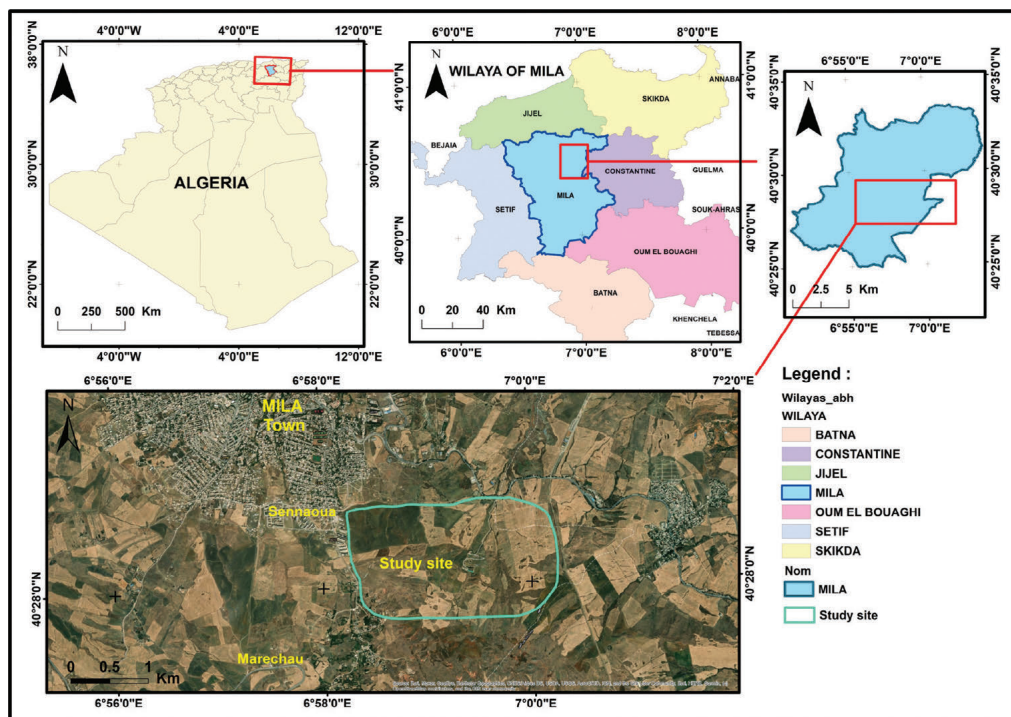 4°0'0"W 4°0'0"E 12°0'0"E
38°0'0"N
N
30°0'0"N
30°0'0"N
ALGERIA
22°0'0"N
22°0'0"N
0 250 500 Km
4°0'0"W 4°0'0"E 12°0'0"E
6°0'0"E 7°0'0"E 8°0'0"E
N
WILAYA OF MILA
41°0'0"N
41°0'0"N
ANNABA
SKIKDA
JIJEL
BEJAIA
CONSTANTINE
GUELMA
MILA
SETIF
SOUK-AHRAS
40°0'0"N
40°0'0"N
OUM EL BOUAGHI
BATNA
KHENCHELA
TEBESSA
0 20 40 Km
6°0'0"E 7°0'0"E 8°0'0"E
6°55'0"E 7°0'0"E
N
40°35'0"N
40°35'0"N
40°30'0"N
40°30'0"N
40°25'0"N
40°25'0"N
0 2.5 5 Km
6°55'0"E 7°0'0"E
6°56'0"E 6°58'0"E 7°0'0"E 7°2'0"E
N
MILA
Town
Sennaoua
Study site
40°28'0"N
40°28'0"N
Marechau
0 0.5 1
Km
6°56'0"E 6°58'0"E 7°0'0"E
Legend :
Wilayas_abh
WILAYA
BATNA
CONSTANTINE
JIJEL
MILA
OUM EL BOUAGHI
SETIF
SKIKDA
Nom
MILA
Study site